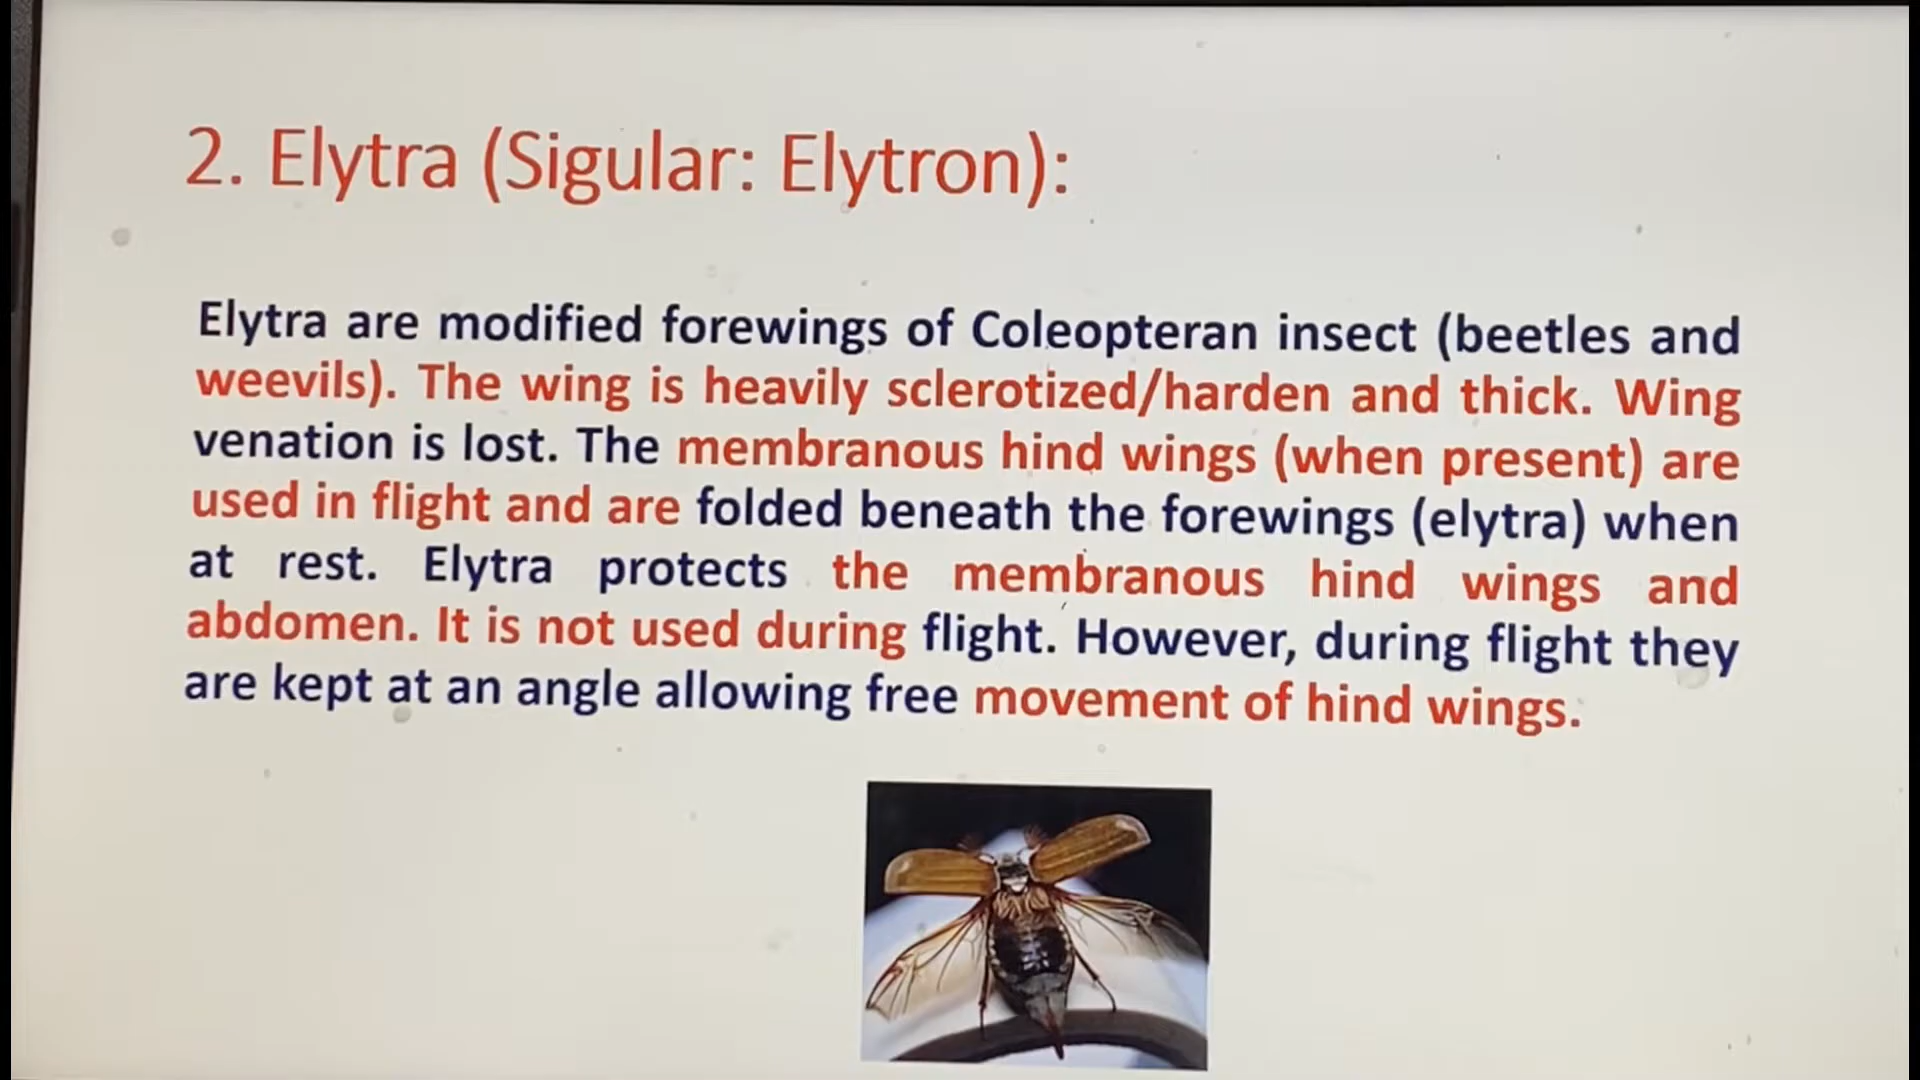 2. Elytra (Sigular: Elytron):
Elytra are modified forewings of Coleopteran insect (beetles and
weevils). The wing is heavily sclerotized/harden and thick. Wing
venation is lost. The membranous hind wings (when present) are
used in flight and are folded beneath the forewings (elytra) when
at rest. Elytra protects the membranous hind wings and
abdomen. It is not used during flight. However, during flight they
are kept at an angle allowing free movement of hind wings.